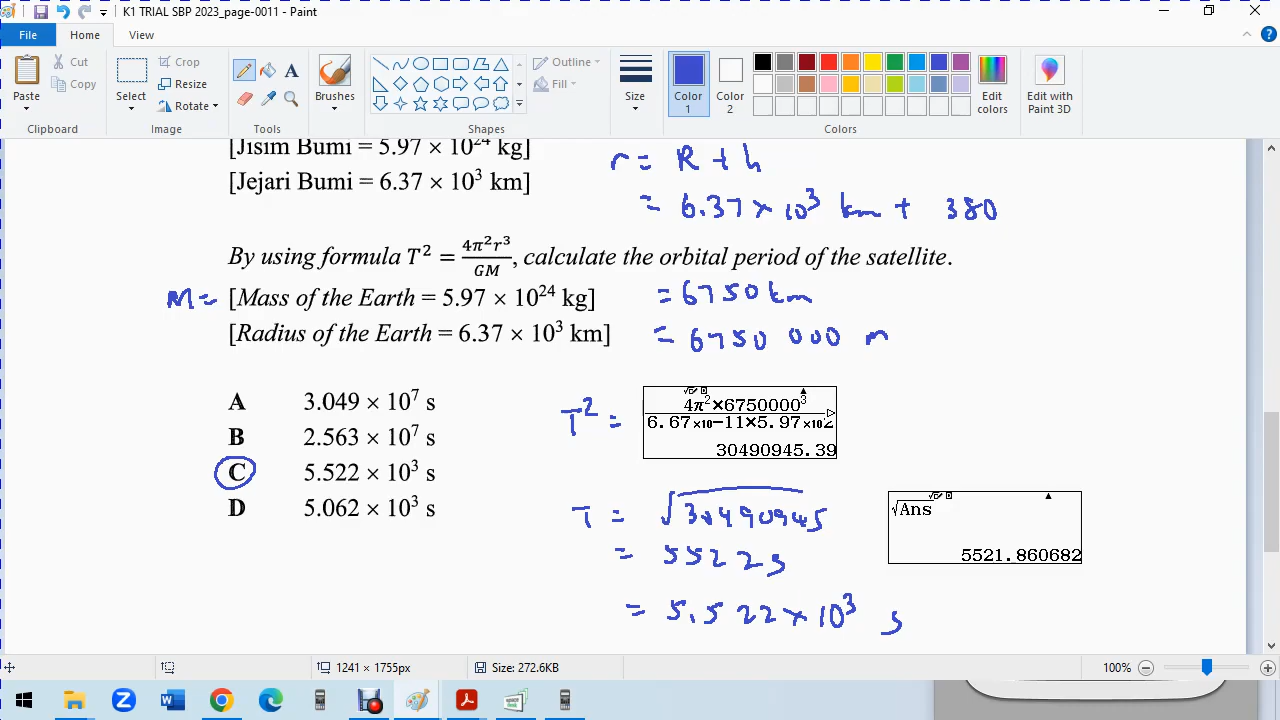 K1 TRIAL SBP 2023_page-0011 - Paint
File Home View
Paste Cut Copy Select Crop Resize Rotate Brushes Outline Fill Size Color 1 Color 2 Edit colors Edit with Paint 3D
Clipboard Image Tools Shapes Colors
[Jisim Bumi = 5.97 × 10²⁴ kg]
[Jejari Bumi = 6.37 × 10³ km]
r = R + h
= 6.37 × 10³ km + 380
By using formula T² = 4π²r³/GM, calculate the orbital period of the satellite.
M = [Mass of the Earth = 5.97 × 10²⁴ kg]
[Radius of the Earth = 6.37 × 10³ km]
= 6750 km
= 6750 000 m
A 3.049 × 10⁷ s
B 2.563 × 10⁷ s
C 5.522 × 10³ s
D 5.062 × 10³ s
T² =
4π²×6750000³
6.67×10-11×5.97×102
30490945.39
T = √30490945
= 5522 s
= 5.522 × 10³ s
√Ans
5521.860682
1241 × 1755px Size: 272.6KB 100%